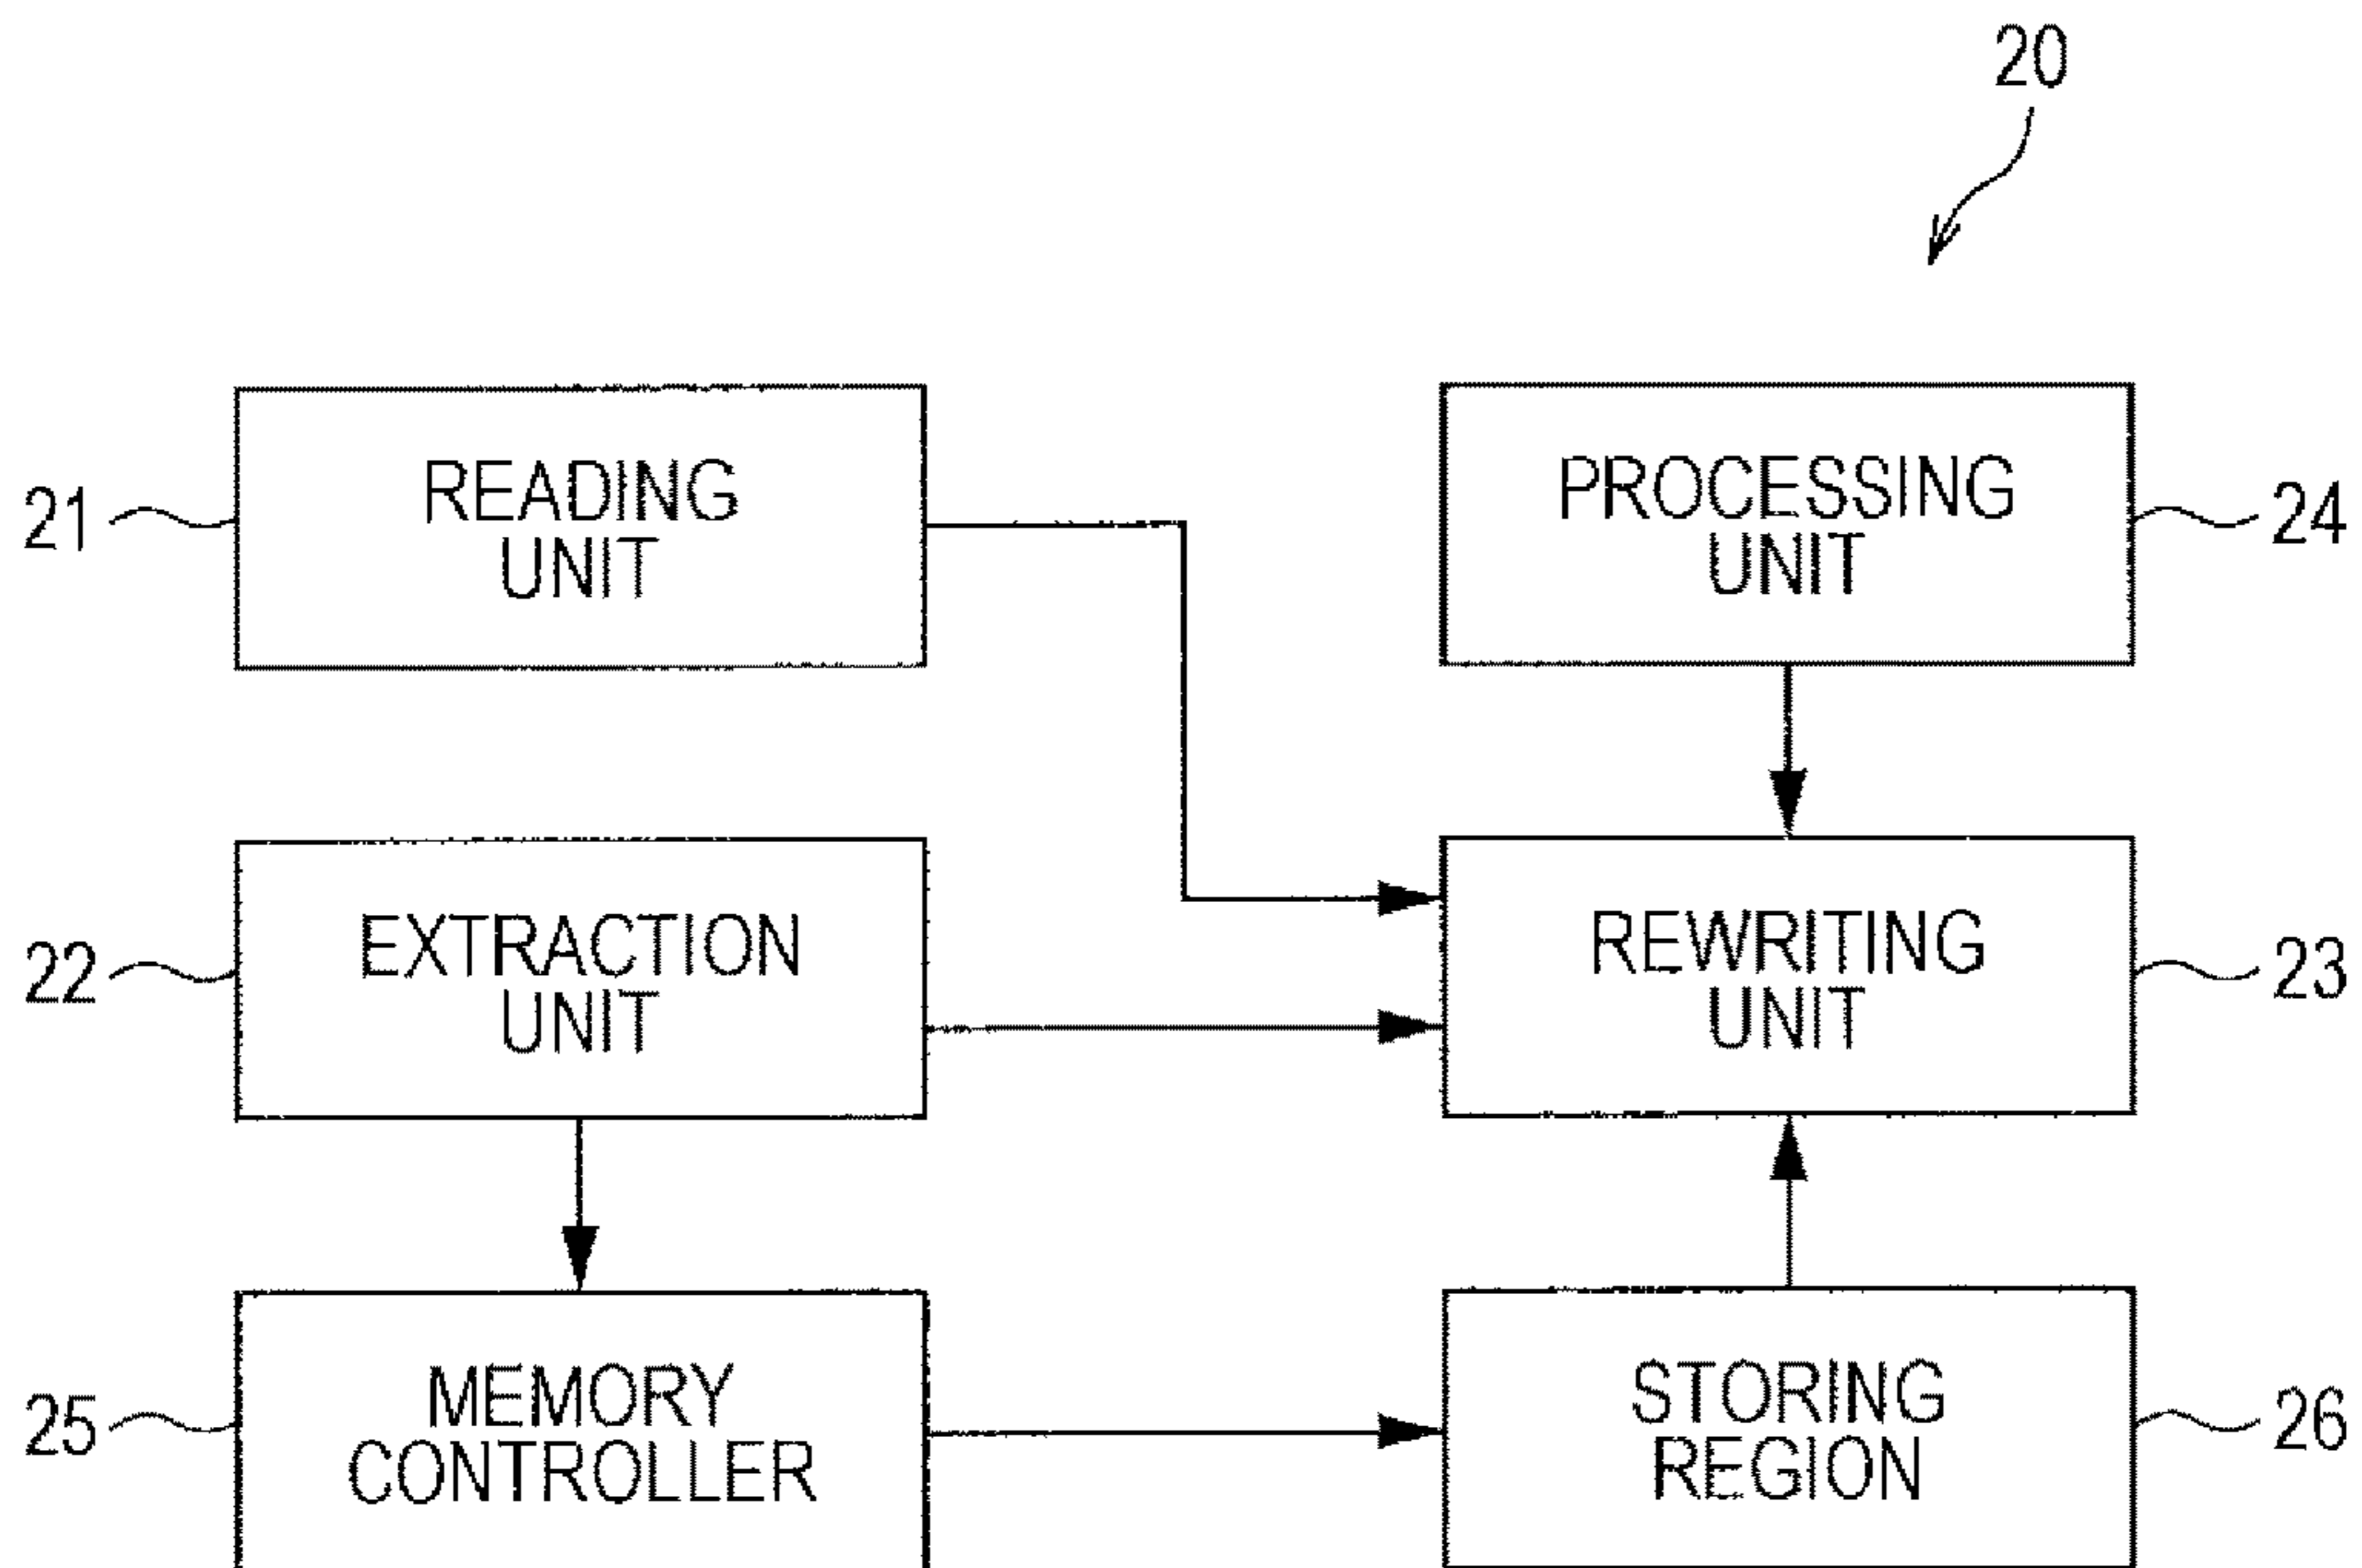 20
21
READING
UNIT
PROCESSING
UNIT
24
22
EXTRACTION
UNIT
REWRITING
UNIT
23
25
MEMORY
CONTROLLER
STORING
REGION
26